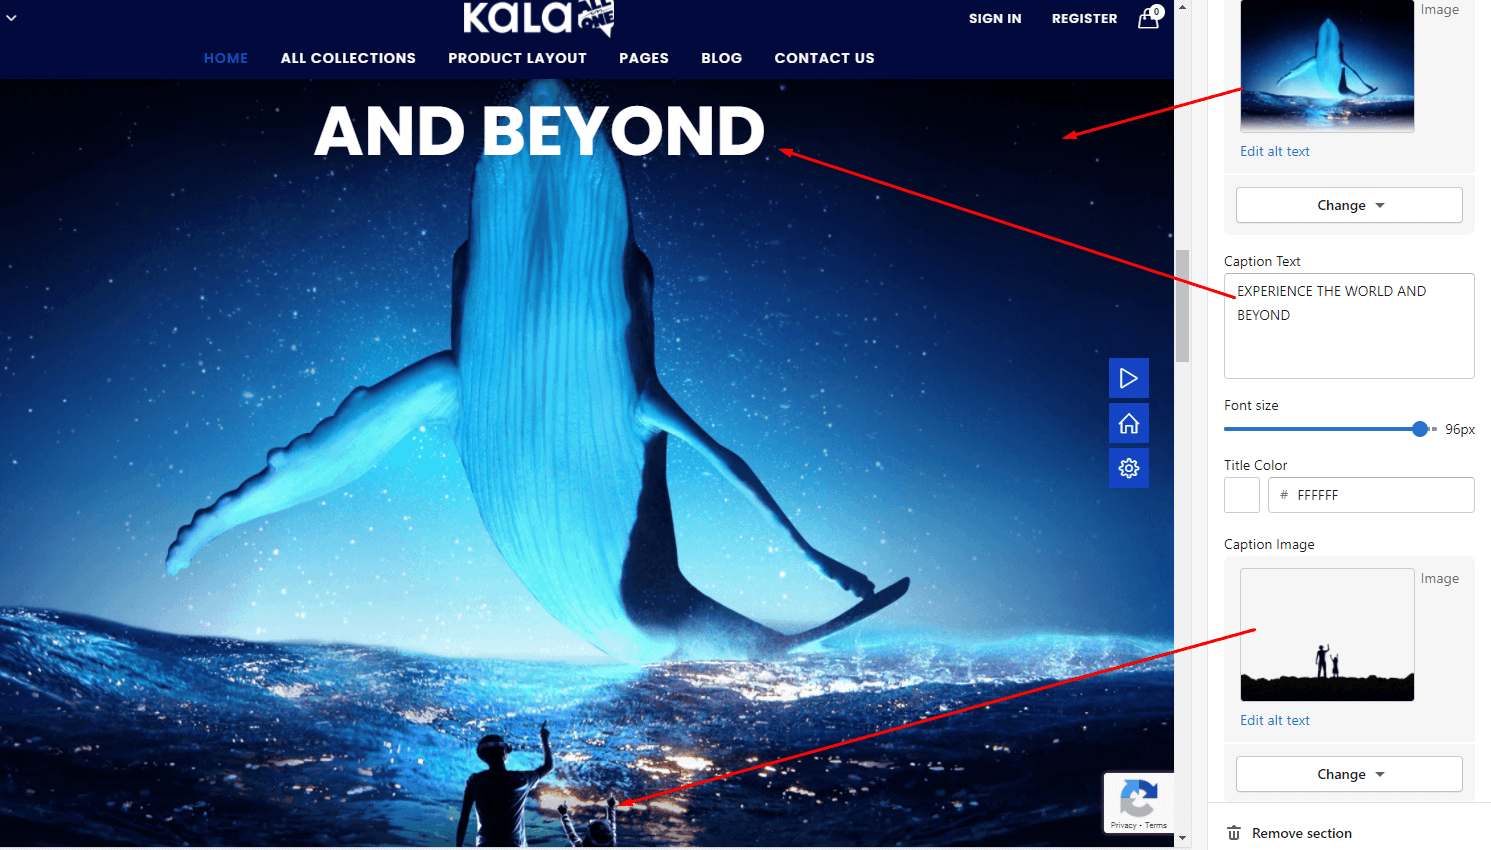 KALA ALL IN ONE
SIGN IN
REGISTER
0
HOME
ALL COLLECTIONS
PRODUCT LAYOUT
PAGES
BLOG
CONTACT US
AND BEYOND
Privacy - Terms
Image
Edit alt text
Change
Caption Text
EXPERIENCE THE WORLD AND
BEYOND
Font size
96px
Title Color
# FFFFFF
Caption Image
Image
Edit alt text
Change
Remove section